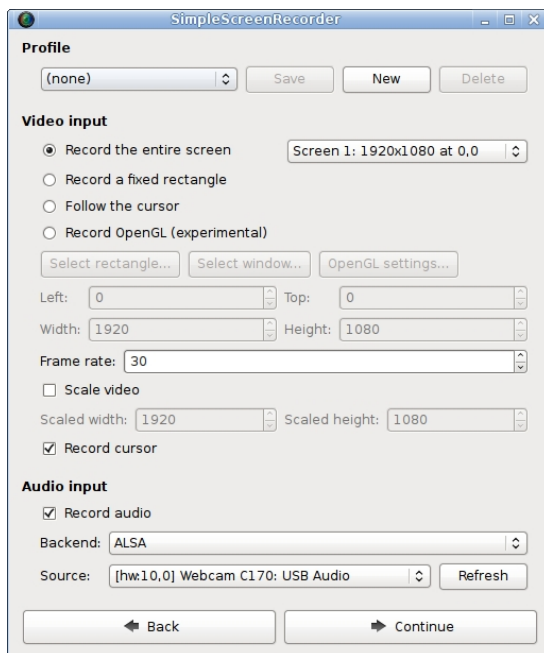 SimpleScreenRecorder
Profile
(none) Save New Delete
Video input
Record the entire screen Screen 1: 1920x1080 at 0,0
Record a fixed rectangle
Follow the cursor
Record OpenGL (experimental)
Select rectangle... Select window... OpenGL settings...
Left: 0 Top: 0
Width: 1920 Height: 1080
Frame rate: 30
Scale video
Scaled width: 1920 Scaled height: 1080
Record cursor
Audio input
Record audio
Backend: ALSA
Source: [hw:10,0] Webcam C170: USB Audio Refresh
Back Continue